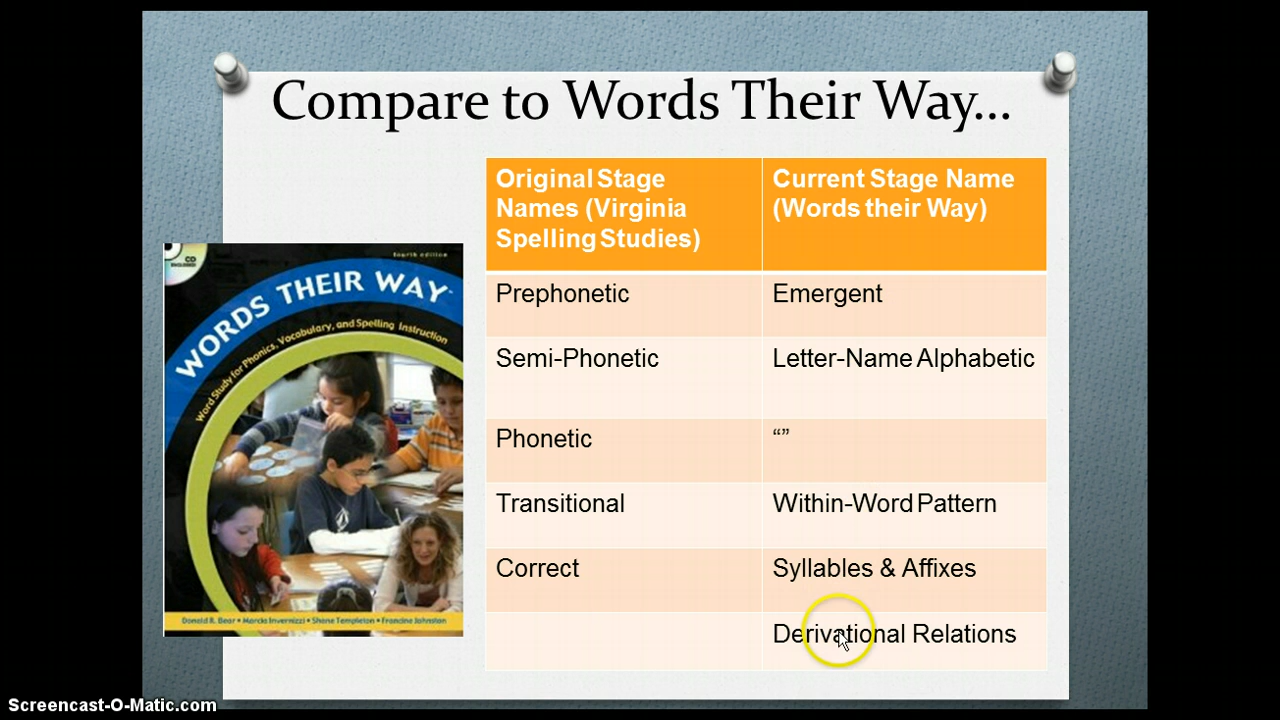 Compare to Words Their Way...
Original Stage Names (Virginia Spelling Studies)
Current Stage Name (Words their Way)
Prephonetic
Emergent
Semi-Phonetic
Letter-Name Alphabetic
Phonetic
“”
Transitional
Within-Word Pattern
Correct
Syllables & Affixes
Derivational Relations
fourth edition
CD
INCLUDED
WORDS THEIR WAY™
Word Study for Phonics, Vocabulary, and Spelling Instruction
Donald R. Bear • Marcia Invernizzi • Shane Templeton • Francine Johnston
Screencast-O-Matic.com